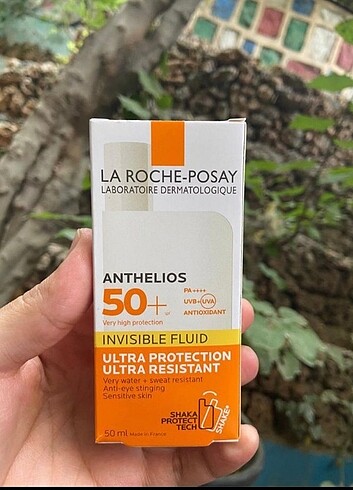 LA ROCHE-POSAY
LABORATOIRE DERMATOLOGIQUE
ANTHELIOS
50+
SPF
PA++++
UVB+UVA
ANTIOXIDANT
Very high protection
INVISIBLE FLUID
ULTRA PROTECTION
ULTRA RESISTANT
Very water + sweat resistant
Anti-eye stinging
Sensitive skin
SHAKA
PROTECT
TECH
SHAKE*
50 ml Made in France